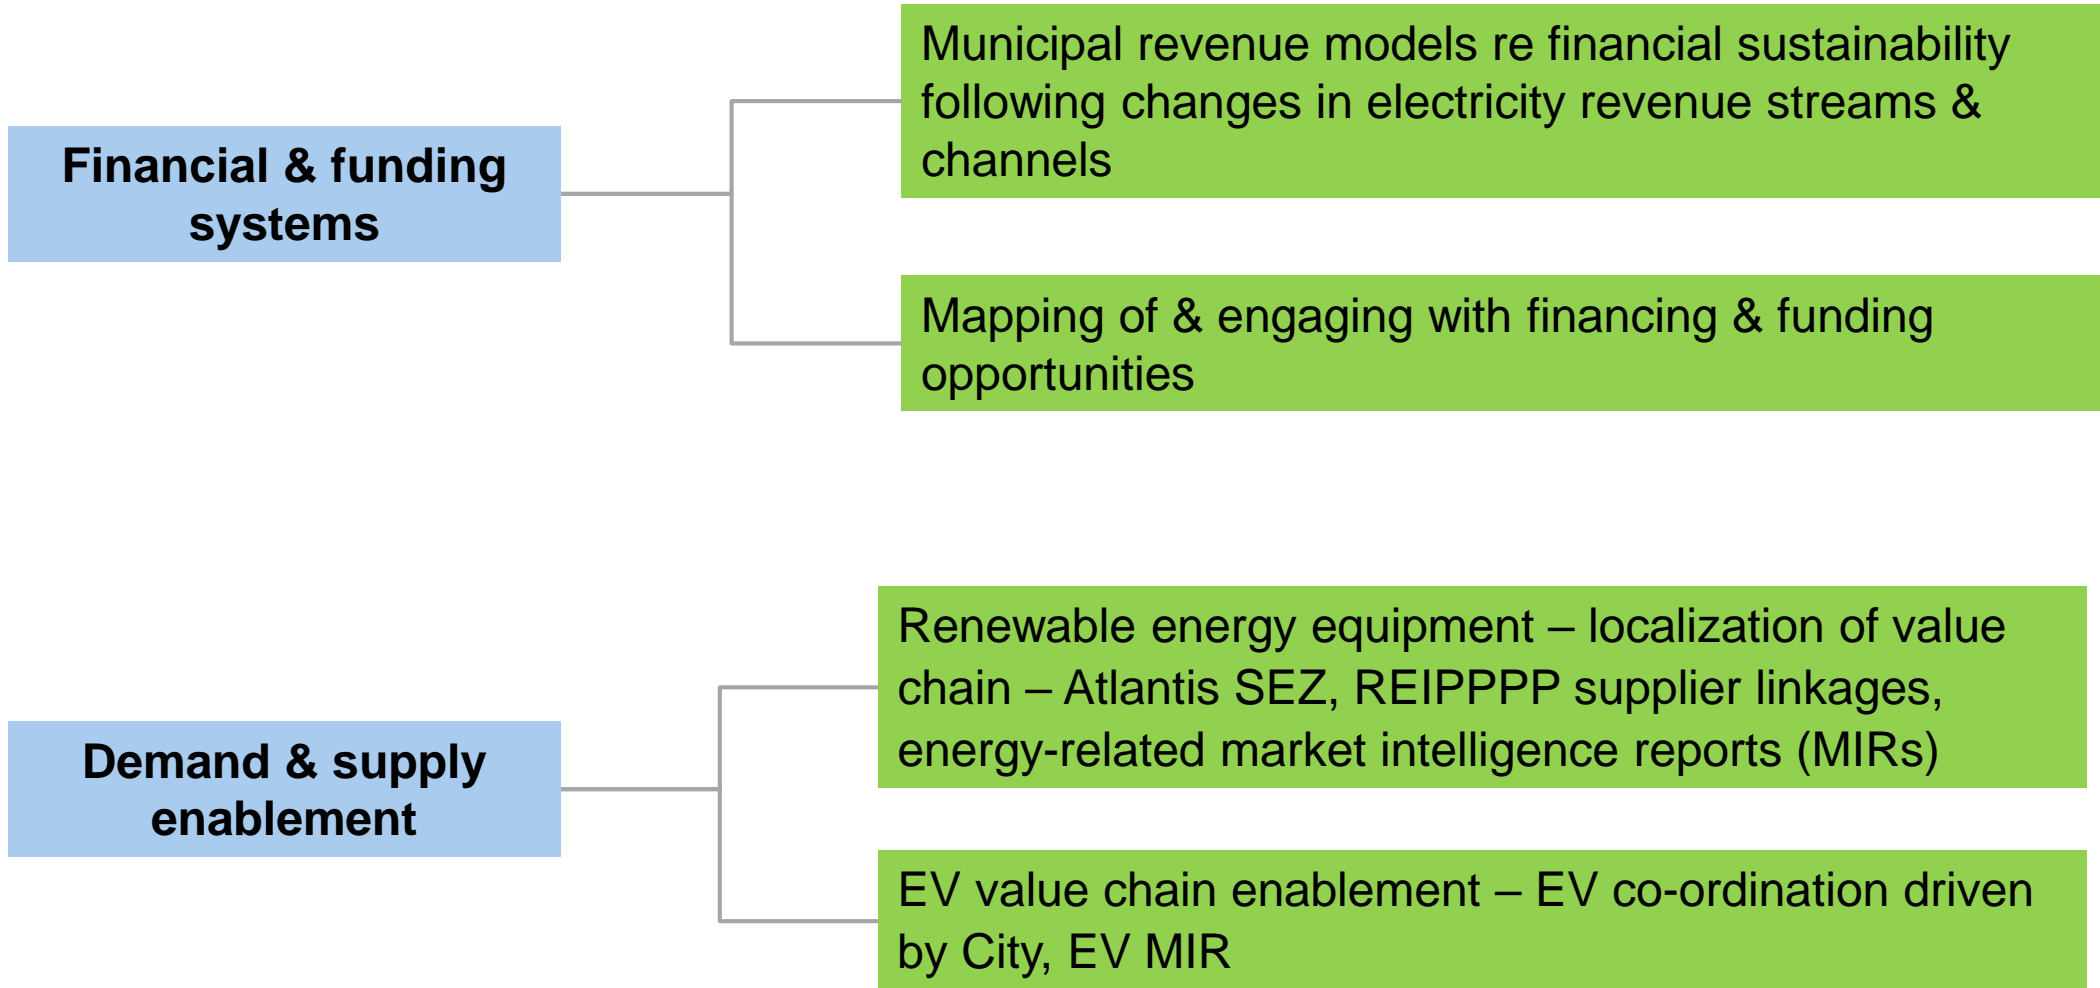 Financial & funding
systems
Municipal revenue models re financial sustainability
following changes in electricity revenue streams &
channels
Mapping of & engaging with financing & funding
opportunities
Demand & supply
enablement
Renewable energy equipment – localization of value
chain – Atlantis SEZ, REIPPPP supplier linkages,
energy-related market intelligence reports (MIRs)
EV value chain enablement – EV co-ordination driven
by City, EV MIR